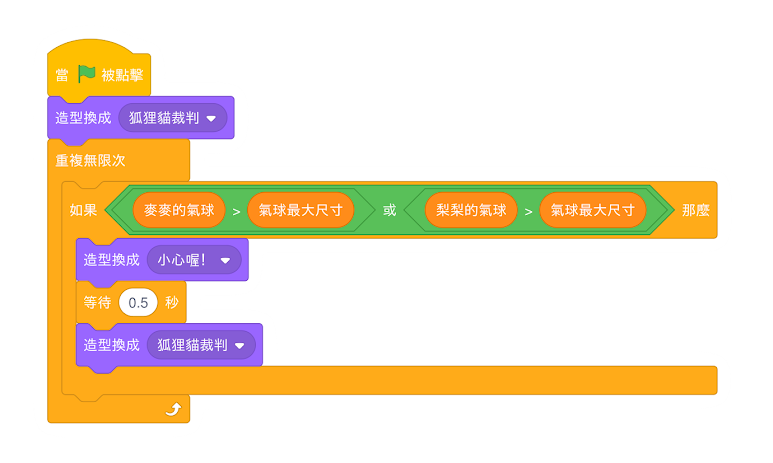 當 被點擊
造型換成 狐狸貓裁判
重複無限次
如果 麥麥的氣球 > 氣球最大尺寸 或 梨梨的氣球 > 氣球最大尺寸 那麼
造型換成 小心喔！
等待 0.5 秒
造型換成 狐狸貓裁判